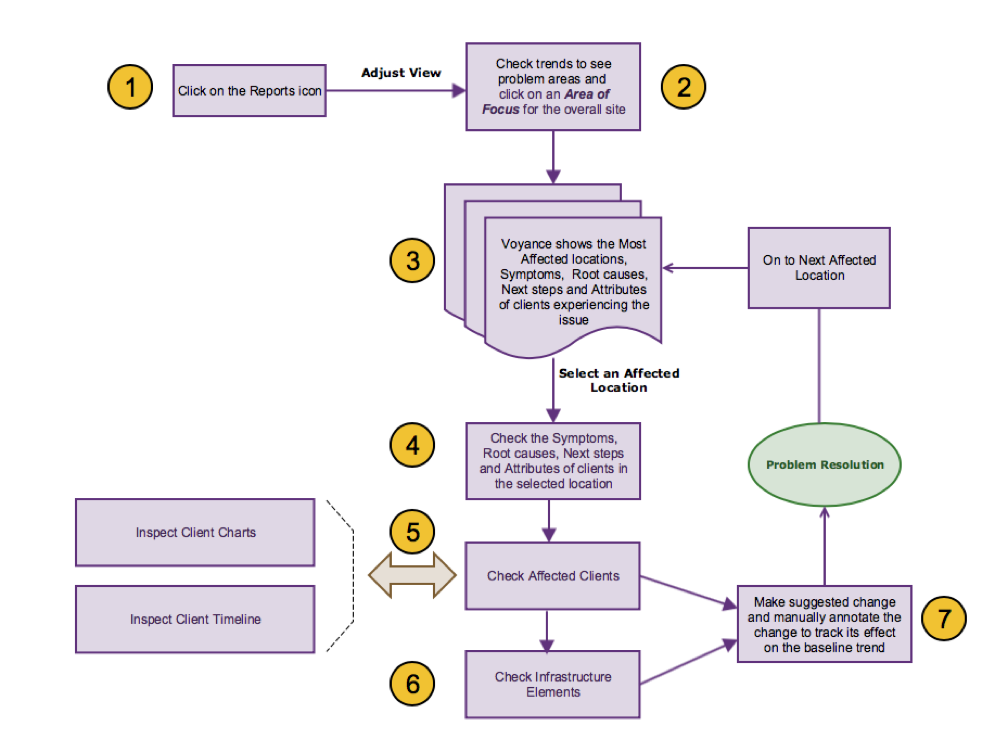 1
Click on the Reports icon
Adjust View
Check trends to see
problem areas and
click on an Area of
Focus for the overall site
2
3
Voyance shows the Most
Affected locations,
Symptoms, Root causes,
Next steps and Attributes
of clients experiencing the
issue
On to Next Affected
Location
Select an Affected
Location
4
Check the Symptoms,
Root causes, Next steps
and Attributes of clients in
the selected location
Problem Resolution
Inspect Client Charts
Inspect Client Timeline
5
Check Affected Clients
6
Check Infrastructure
Elements
Make suggested change
and manually annotate the
change to track its effect
on the baseline trend
7